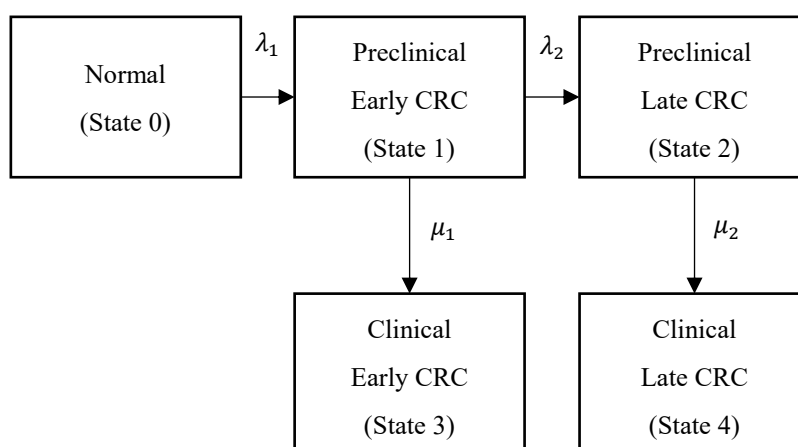 Normal
(State 0)
λ₁
Preclinical
Early CRC
(State 1)
λ₂
Preclinical
Late CRC
(State 2)
μ₁
μ₂
Clinical
Early CRC
(State 3)
Clinical
Late CRC
(State 4)